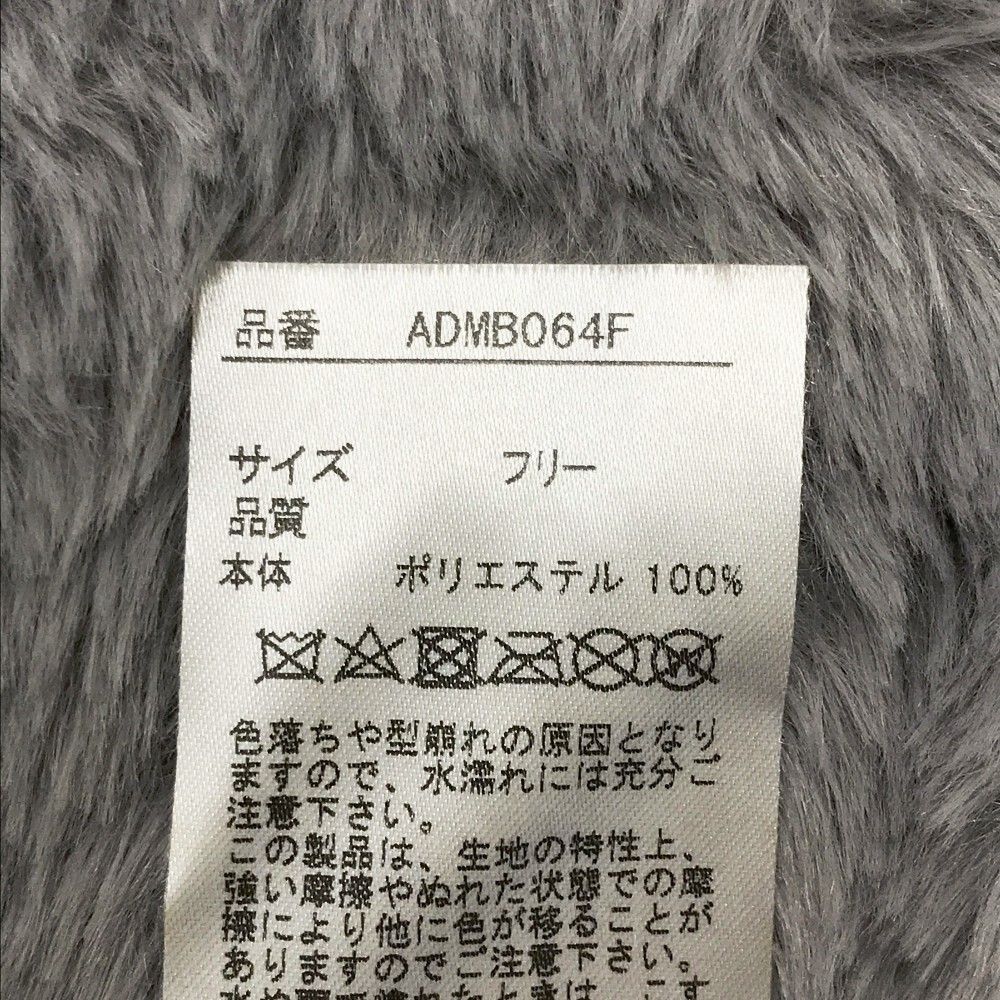 品番 ADMB064F
サイズ フリー
品質
本体 ポリエステル 100%
色落ちや型崩れの原因となり
ますので、水濡れには充分ご
注意下さい。
この製品は、生地の特性上、
強い摩擦やぬれた状態での摩
擦により他に色が移ることが
ありますのでご注意下さい。